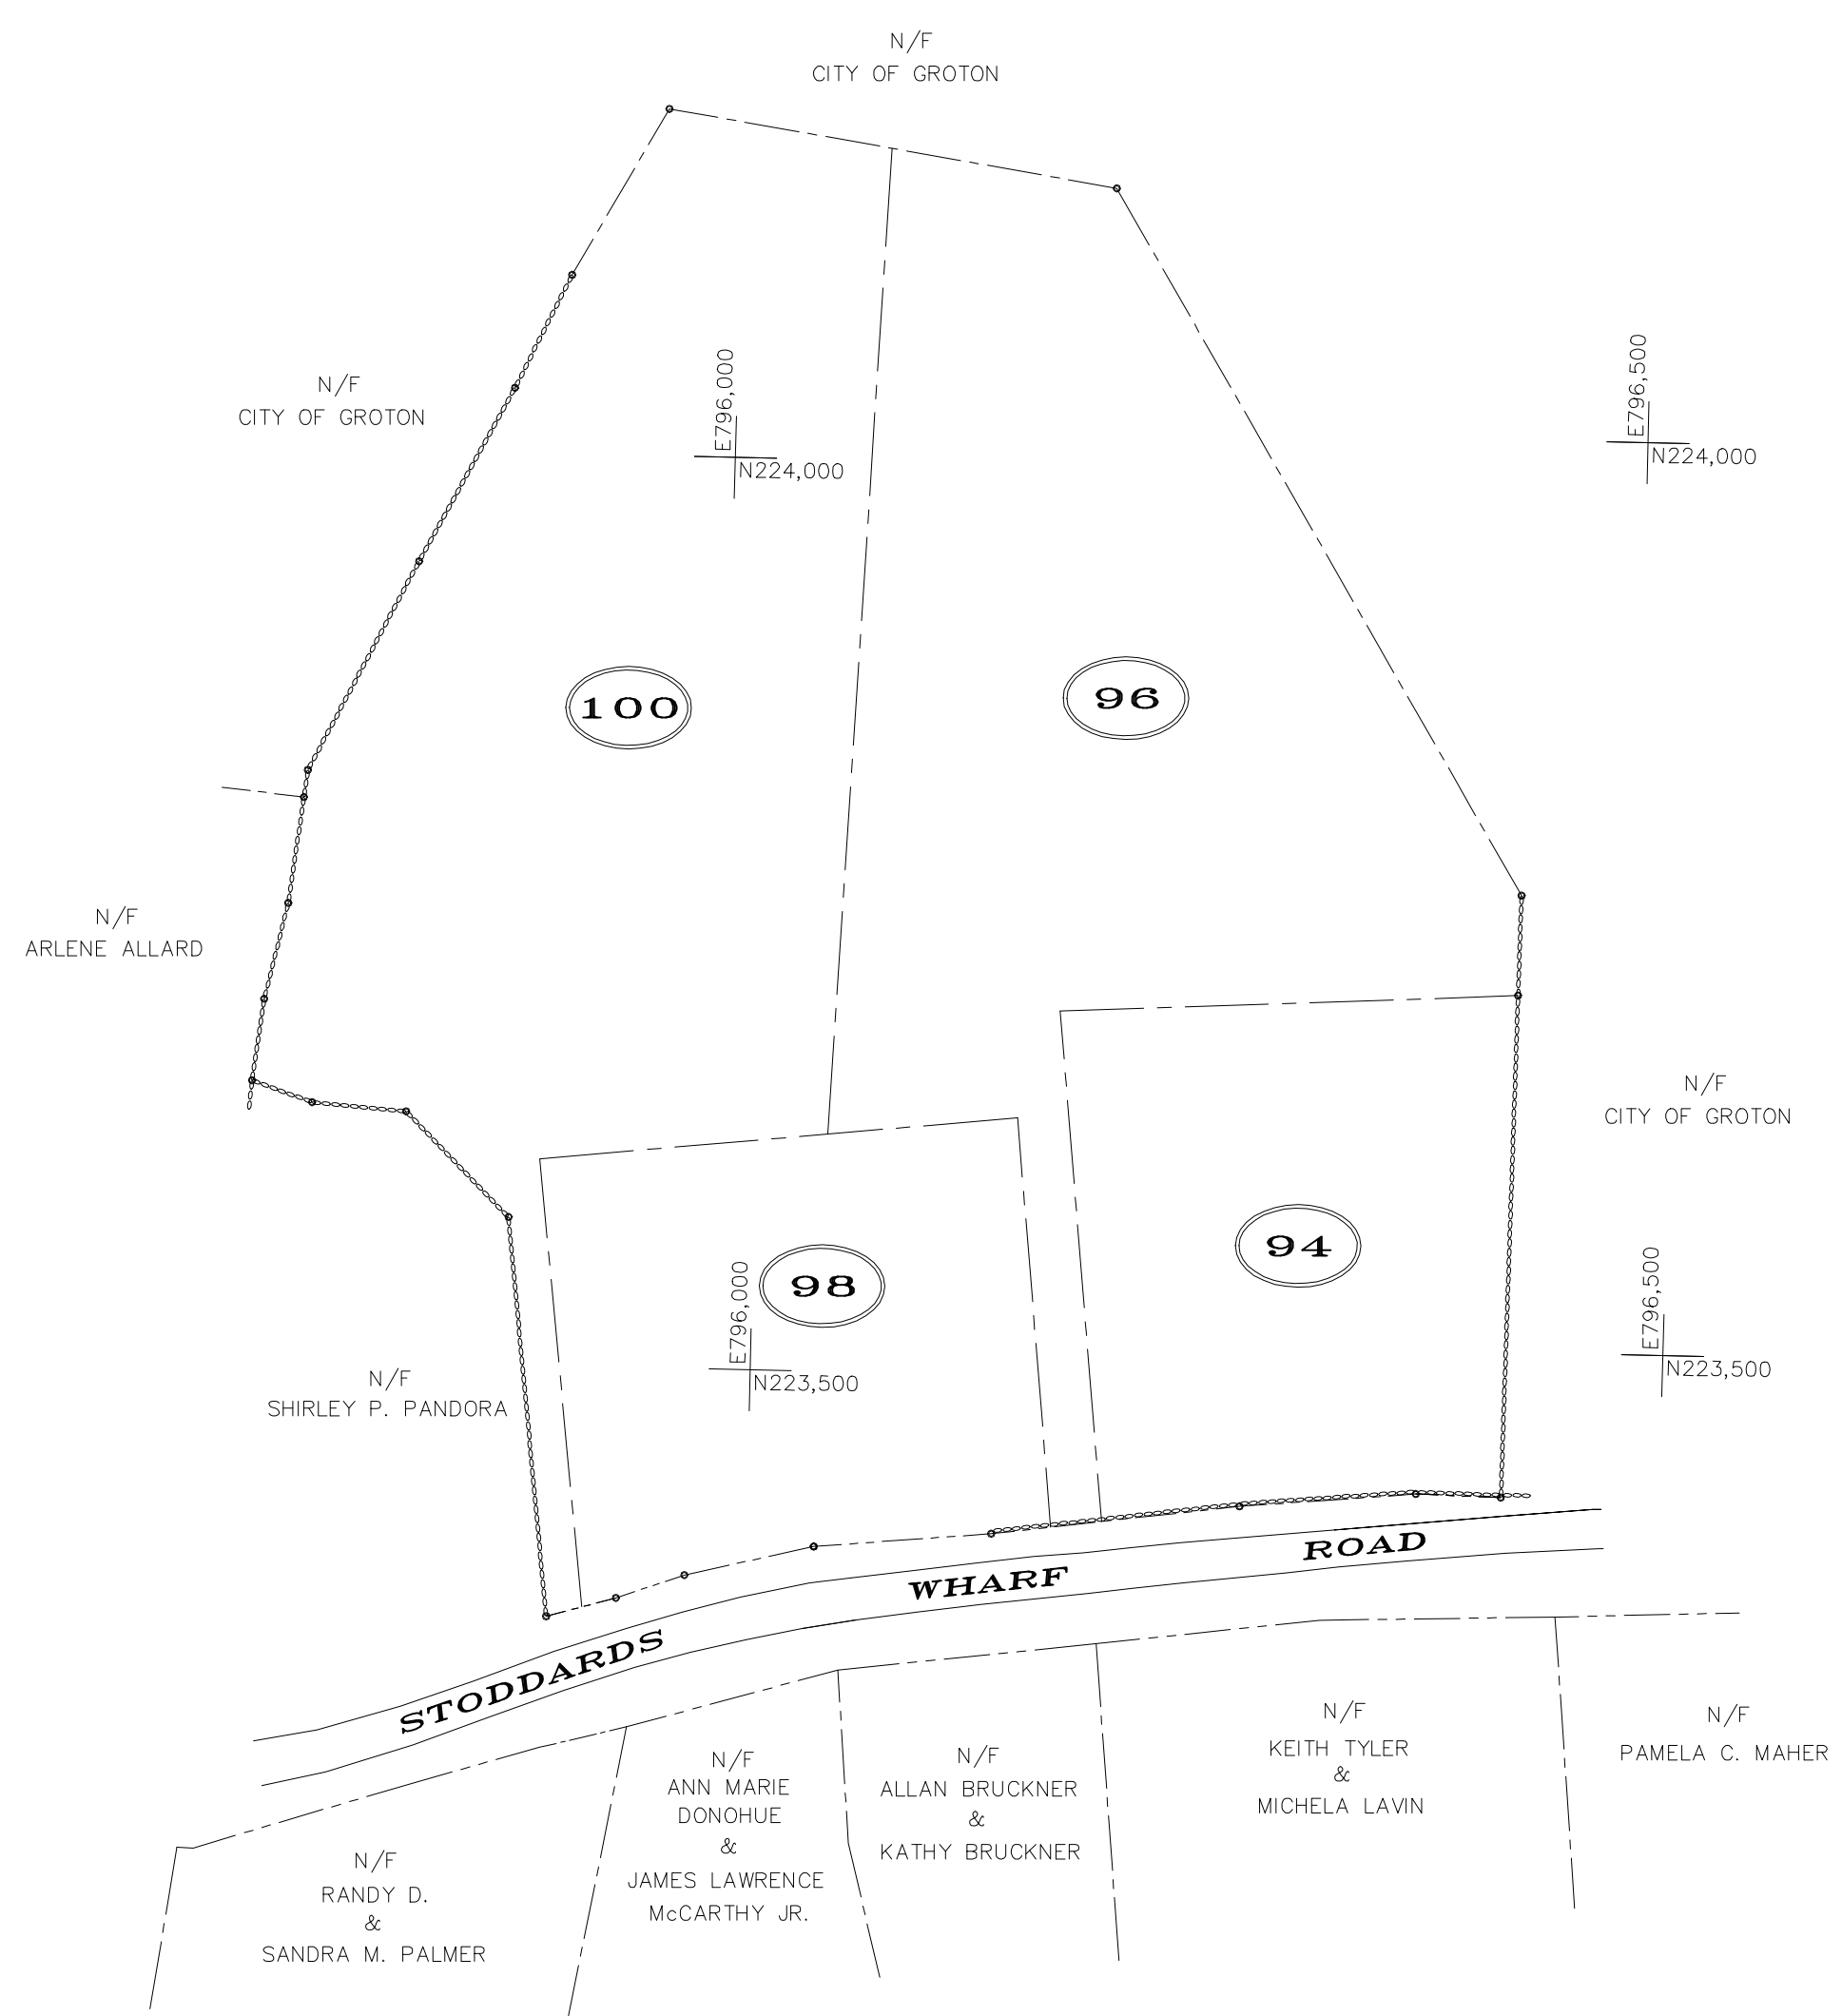 N/F
CITY OF GROTON
N/F
CITY OF GROTON
E796,000
N224,000
E796,500
N224,000
100
96
N/F
ARLENE ALLARD
N/F
CITY OF GROTON
98
94
E796,000
N223,500
E796,500
N223,500
N/F
SHIRLEY P. PANDORA
STODDARDS WHARF ROAD
N/F
RANDY D.
&
SANDRA M. PALMER
N/F
ANN MARIE
DONOHUE
&
JAMES LAWRENCE
McCARTHY JR.
N/F
ALLAN BRUCKNER
&
KATHY BRUCKNER
N/F
KEITH TYLER
&
MICHELA LAVIN
N/F
PAMELA C. MAHER